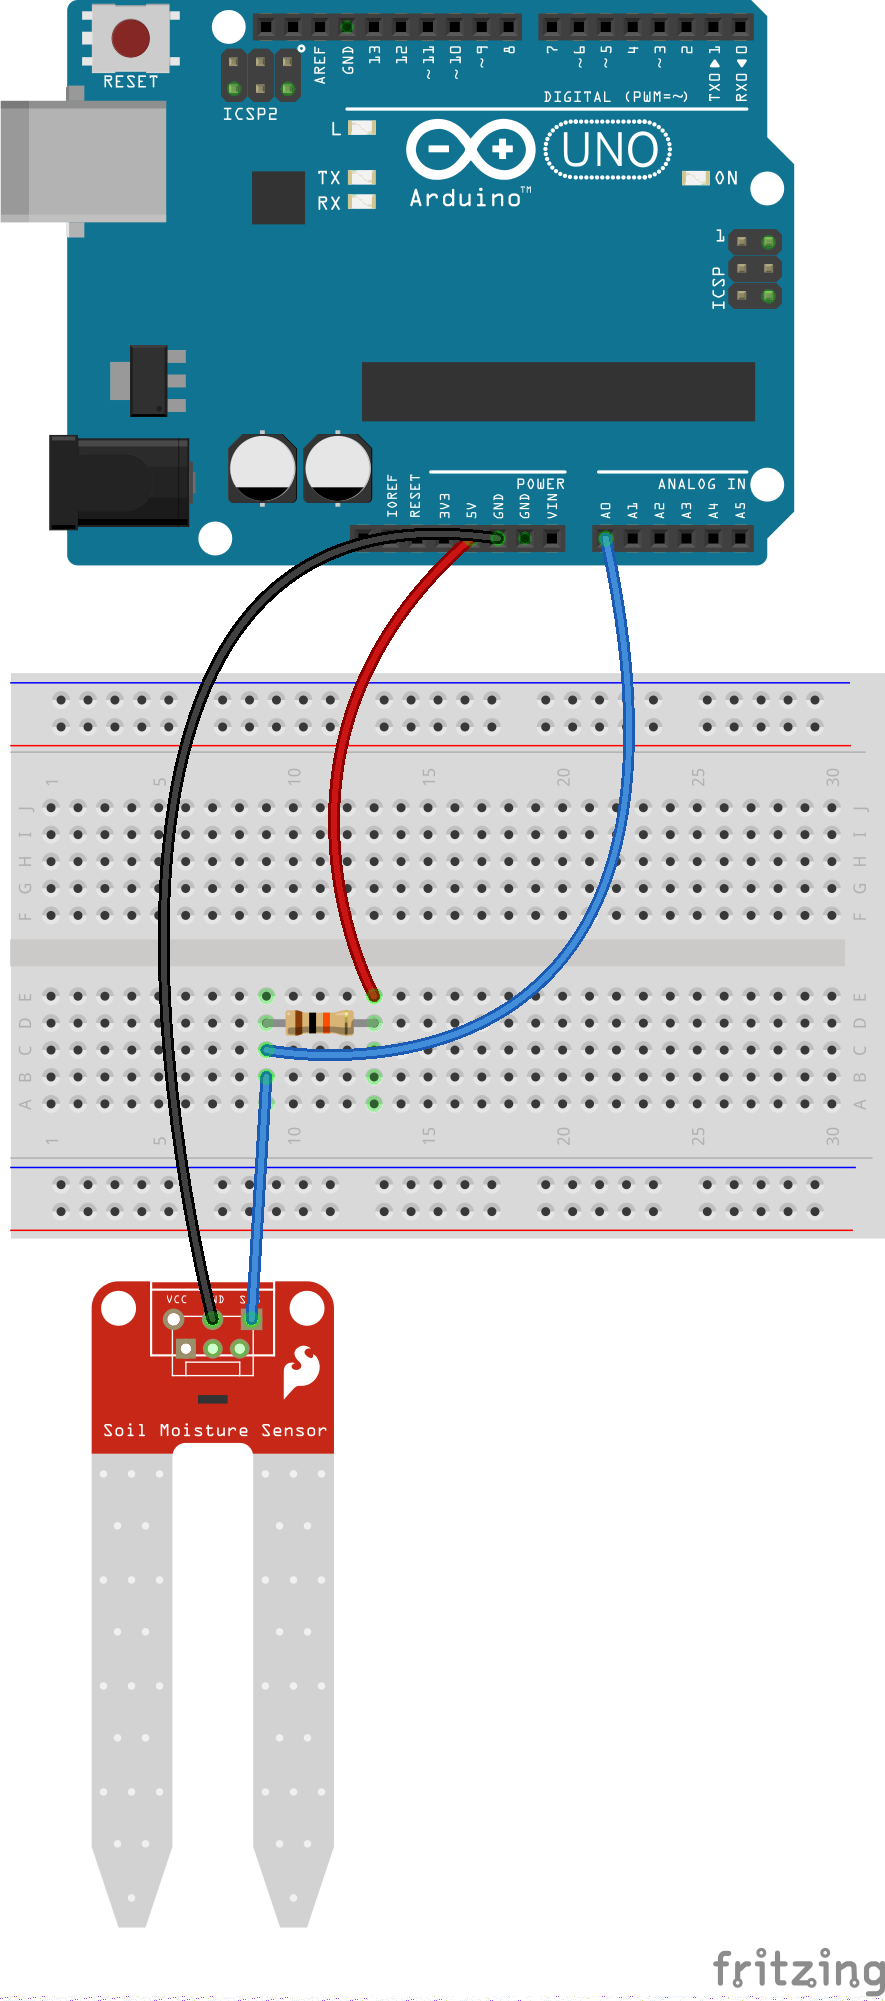 RESET
ICSP2
AREF
GND
13
12
~11
~10
~9
8
7
~6
~5
4
~3
2
TX0▶1
RX0◀0
DIGITAL (PWM=~)
L
TX
RX
Arduino™
UNO
ON
1
ICSP
IOREF
RESET
3V3
5V
GND
GND
VIN
POWER
ANALOG IN
A0
A1
A2
A3
A4
A5
1 5 10 15 20 25 30
J J
I I
H H
G G
F F
E E
D D
C C
B B
A A
1 5 10 15 20 25 30
VCC
Soil Moisture Sensor
fritzing